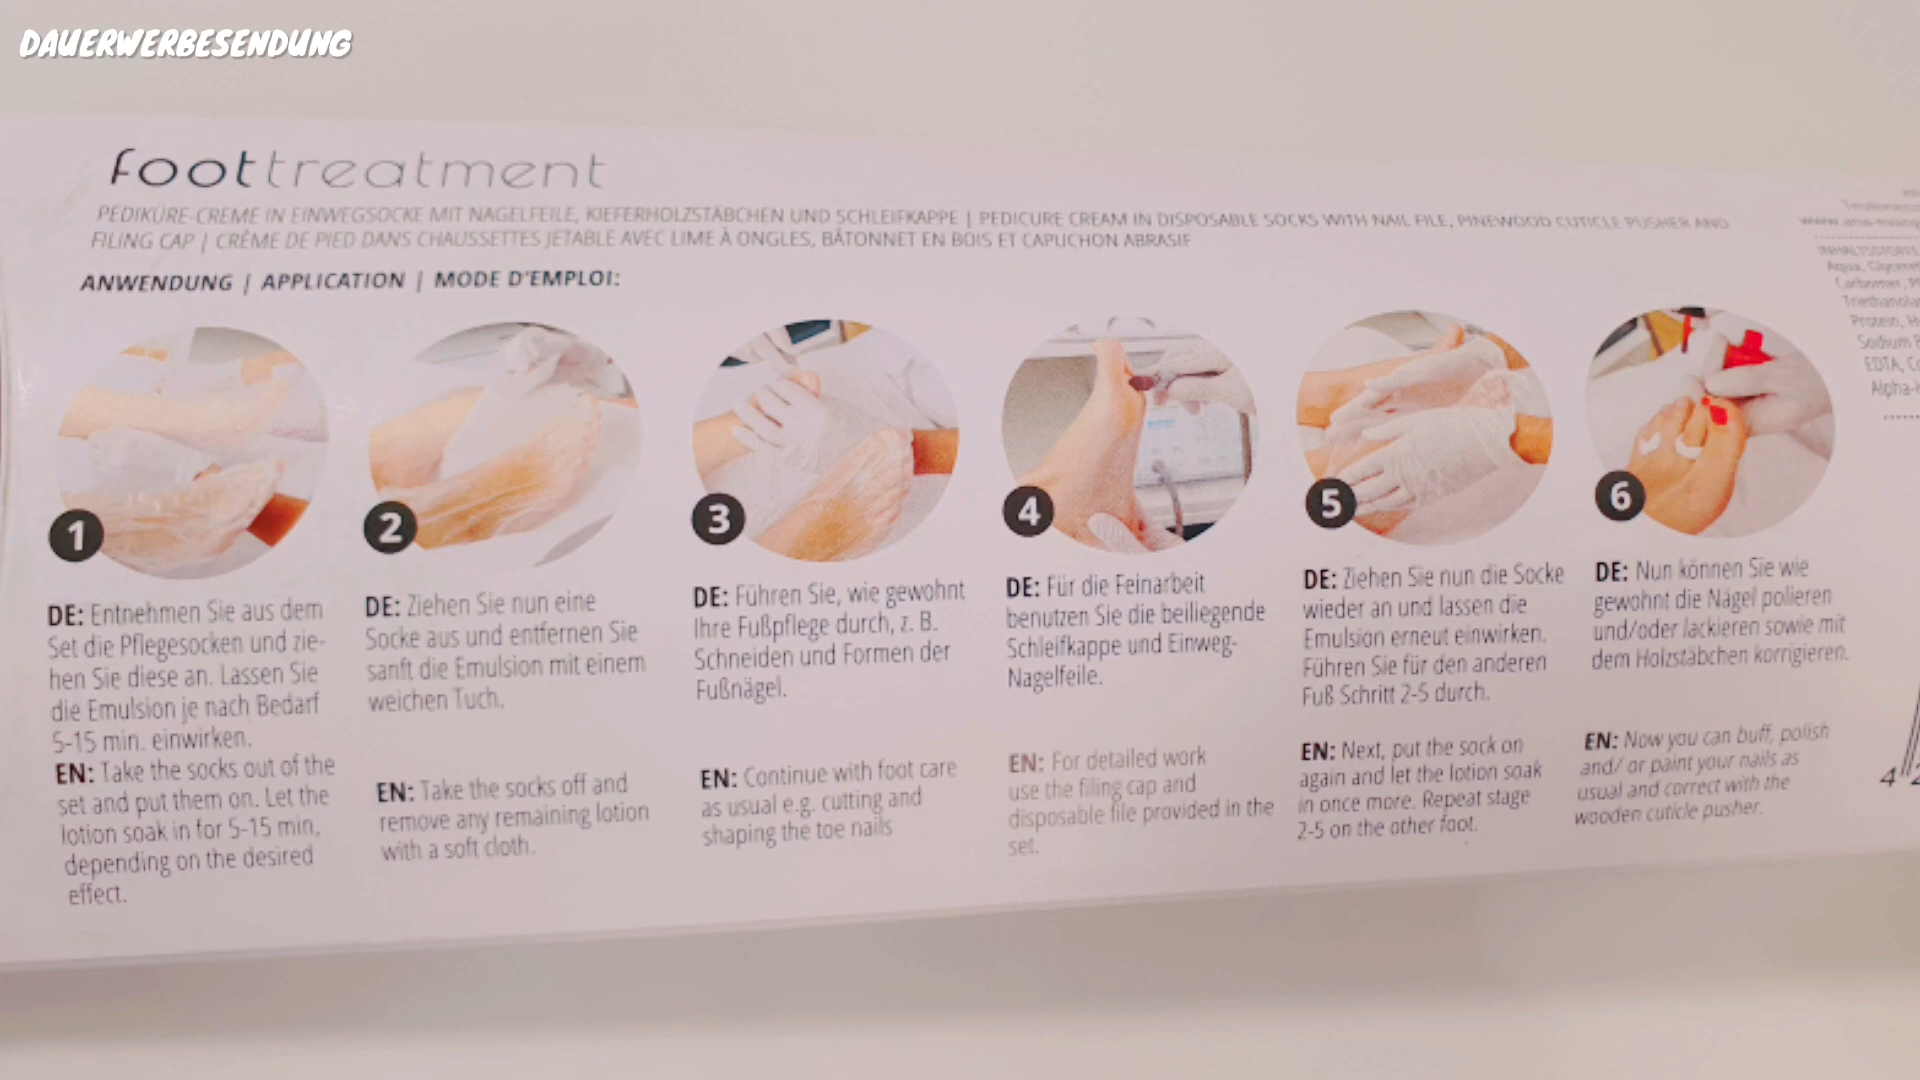 DAUERWERBESENDUNG
foottreatment
PEDIKÜRE-CREME IN EINWEGSOCKE MIT NAGELFEILE, KIEFERHOLZSTÄBCHEN UND SCHLEIFKAPPE | PEDICURE CREAM IN DISPOSABLE SOCKS WITH NAIL FILE, PINEWOOD CUTICLE PUSHER AND
FILING CAP | CRÈME DE PIED DANS CHAUSSETTES JETABLE AVEC LIME À ONGLES, BÂTONNET EN BOIS ET CAPUCHON ABRASIF
ANWENDUNG | APPLICATION | MODE D'EMPLOI:
1
DE: Entnehmen Sie aus dem
Set die Pflegesocken und zie-
hen Sie diese an. Lassen Sie
die Emulsion je nach Bedarf
5-15 min. einwirken.
EN: Take the socks out of the
set and put them on. Let the
lotion soak in for 5-15 min,
depending on the desired
effect.
2
DE: Ziehen Sie nun eine
Socke aus und entfernen Sie
sanft die Emulsion mit einem
weichen Tuch.
EN: Take the socks off and
remove any remaining lotion
with a soft cloth.
3
DE: Führen Sie, wie gewohnt
Ihre Fußpflege durch, z. B.
Schneiden und Formen der
Fußnägel.
EN: Continue with foot care
as usual e.g. cutting and
shaping the toe nails
4
DE: Für die Feinarbeit
benutzen Sie die beiliegende
Schleifkappe und Einweg-
Nagelfeile.
EN: For detailed work
use the filing cap and
disposable file provided in the
set.
5
DE: Ziehen Sie nun die Socke
wieder an und lassen die
Emulsion erneut einwirken.
Führen Sie für den anderen
Fuß Schritt 2-5 durch.
EN: Next, put the sock on
again and let the lotion soak
in once more. Repeat stage
2-5 on the other foot.
6
DE: Nun können Sie wie
gewohnt die Nägel polieren
und/oder lackieren sowie mit
dem Holzstäbchen korrigieren.
EN: Now you can buff, polish
and/ or paint your nails as
usual and correct with the
wooden cuticle pusher.
INHALTSSTOFFE
Aqua,
Carbomer,
Protein,
Sodium
EDTA,
4